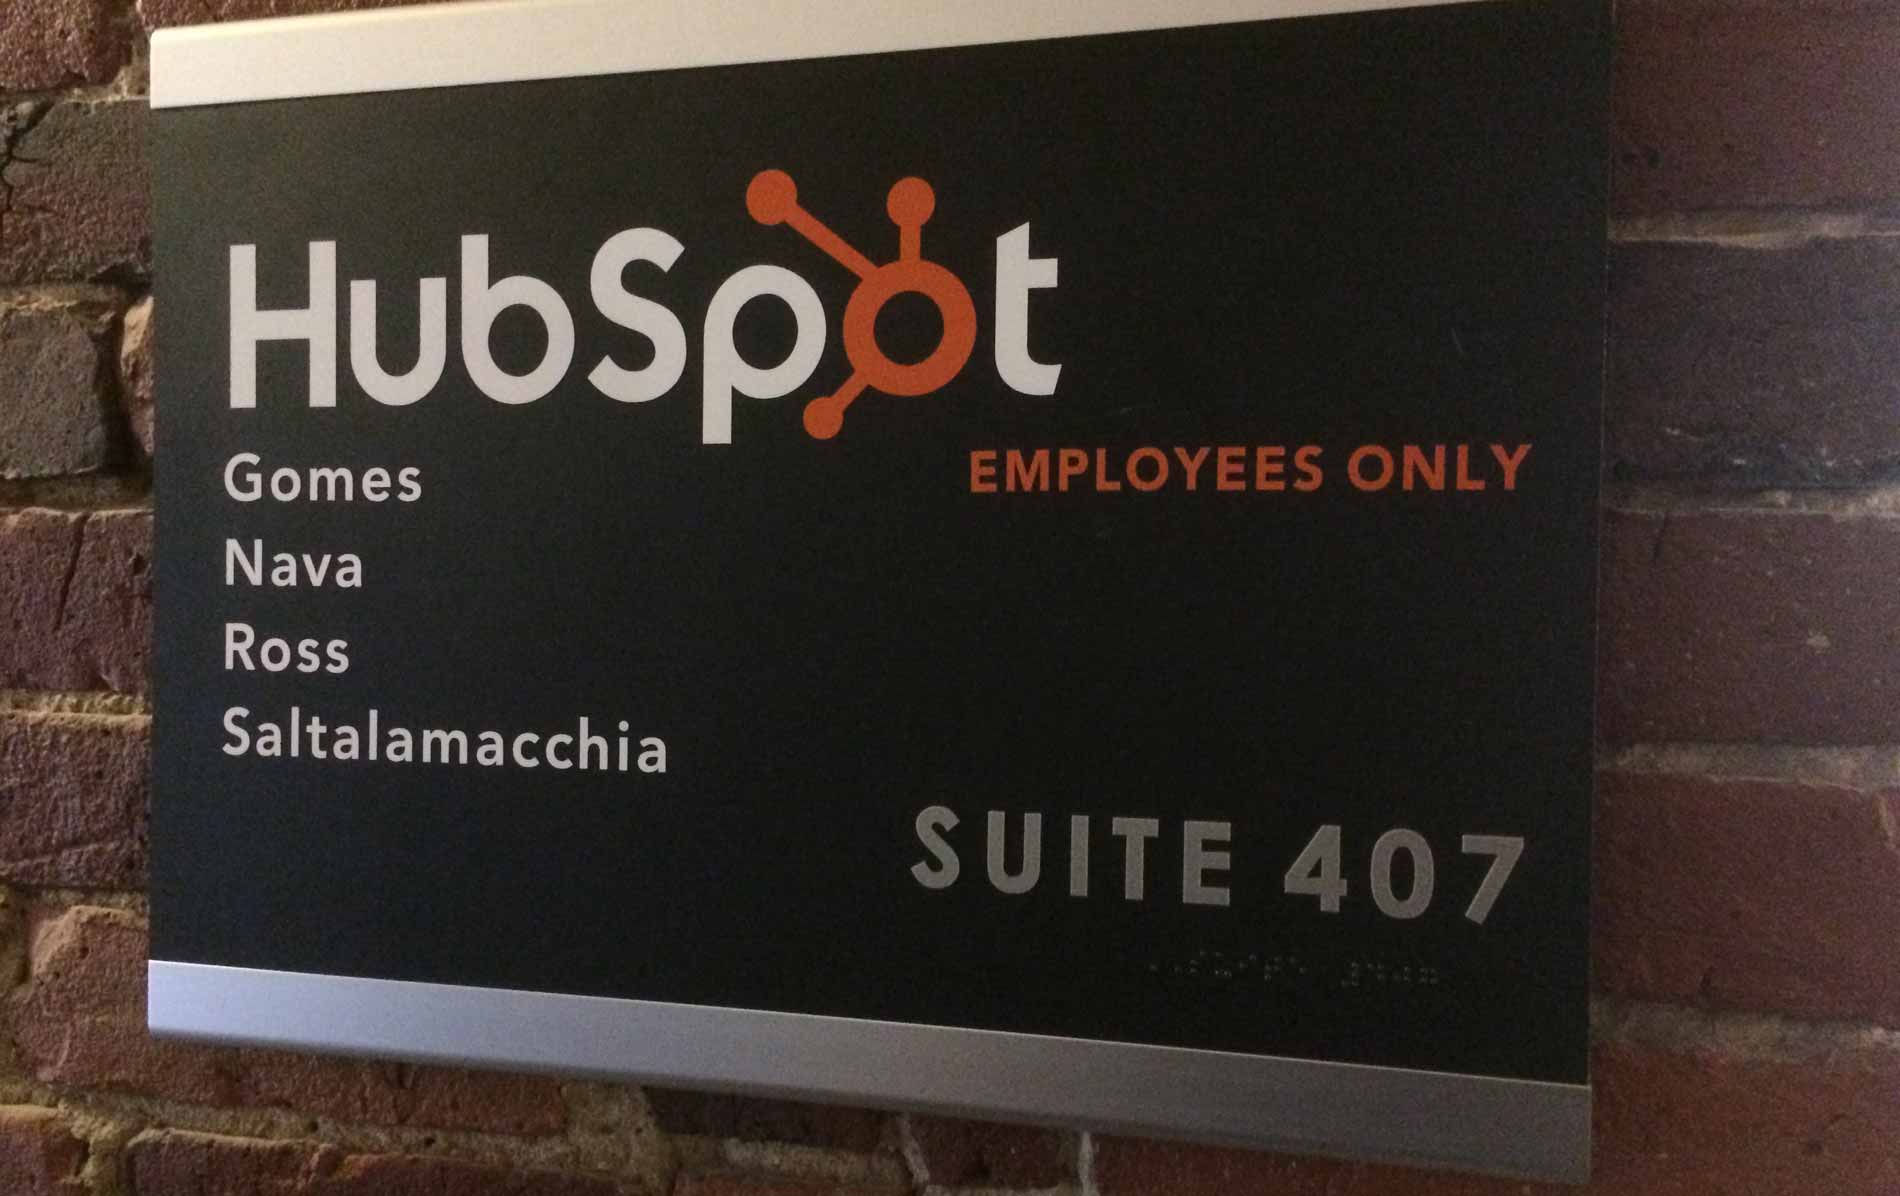 HubSpot
EMPLOYEES ONLY
Gomes
Nava
Ross
Saltalamacchia
SUITE 407